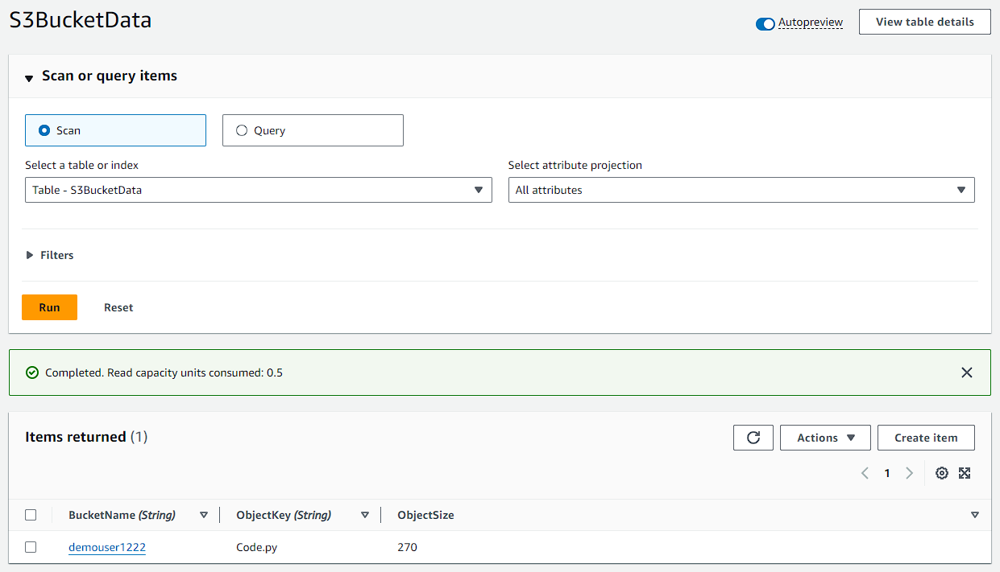 S3BucketData
Autopreview
View table details
Scan or query items
Scan
Query
Select a table or index
Select attribute projection
Table - S3BucketData
All attributes
Filters
Run
Reset
Completed. Read capacity units consumed: 0.5
Items returned (1)
Actions
Create item
1
BucketName (String)
ObjectKey (String)
ObjectSize
demouser1222
Code.py
270